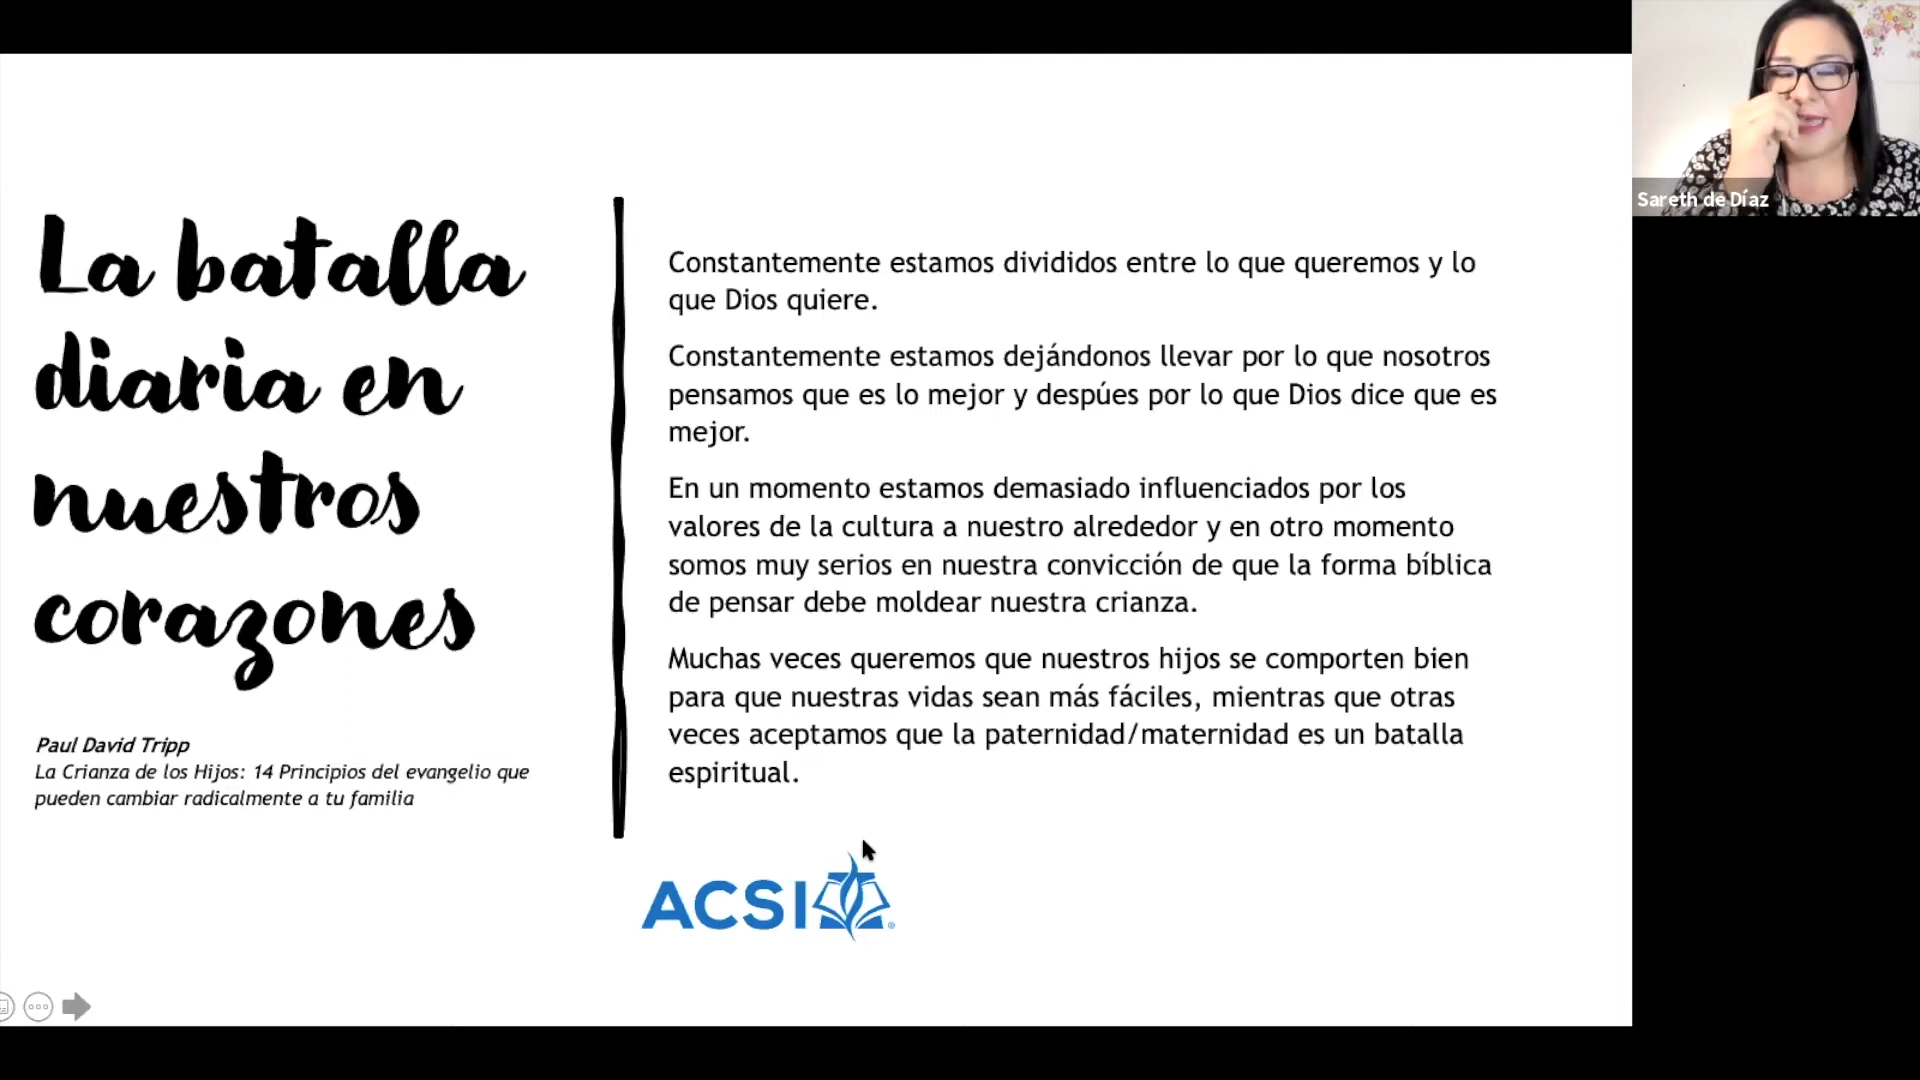 La batalla
diaria en
nuestros
corazones
Paul David Tripp
La Crianza de los Hijos: 14 Principios del evangelio que
pueden cambiar radicalmente a tu familia
Constantemente estamos divididos entre lo que queremos y lo
que Dios quiere.
Constantemente estamos dejándonos llevar por lo que nosotros
pensamos que es lo mejor y despúes por lo que Dios dice que es
mejor.
En un momento estamos demasiado influenciados por los
valores de la cultura a nuestro alrededor y en otro momento
somos muy serios en nuestra convicción de que la forma bíblica
de pensar debe moldear nuestra crianza.
Muchas veces queremos que nuestros hijos se comporten bien
para que nuestras vidas sean más fáciles, mientras que otras
veces aceptamos que la paternidad/maternidad es un batalla
espiritual.
ACSI®
Sareth de Díaz